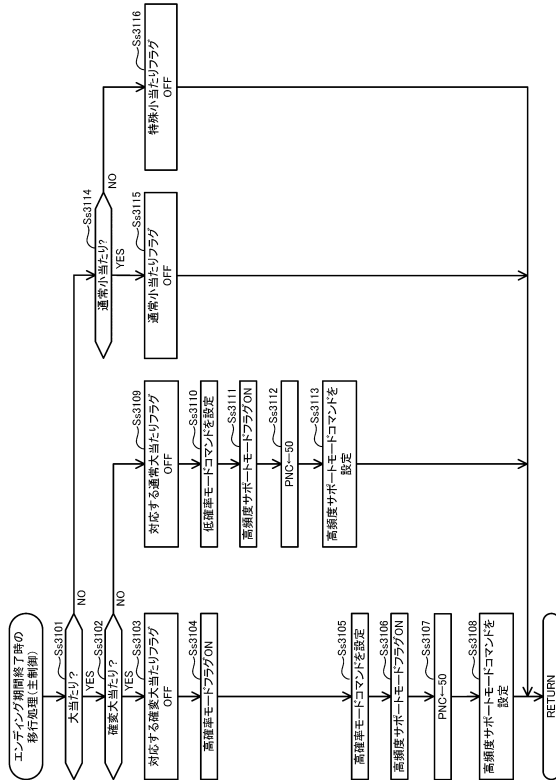 エンディング期間終了時の
移行処理(主制御)
Ss3101
大当たり？
NO
YES
Ss3102
確変大当たり？
NO
YES
Ss3103
対応する確変大当たりフラグ
OFF
Ss3104
高確率モードフラグON
Ss3105
高確率モードコマンドを設定
Ss3106
高頻度サポートモードフラグON
Ss3107
PNC←50
Ss3108
高頻度サポートモードコマンドを
設定
RETURN
Ss3109
対応する通常大当たりフラグ
OFF
Ss3110
低確率モードコマンドを設定
Ss3111
高頻度サポートモードフラグON
Ss3112
PNC←50
Ss3113
高頻度サポートモードコマンドを
設定
Ss3114
通常小当たり?
NO
YES
Ss3115
通常小当たりフラグ
OFF
Ss3116
特殊小当たりフラグ
OFF